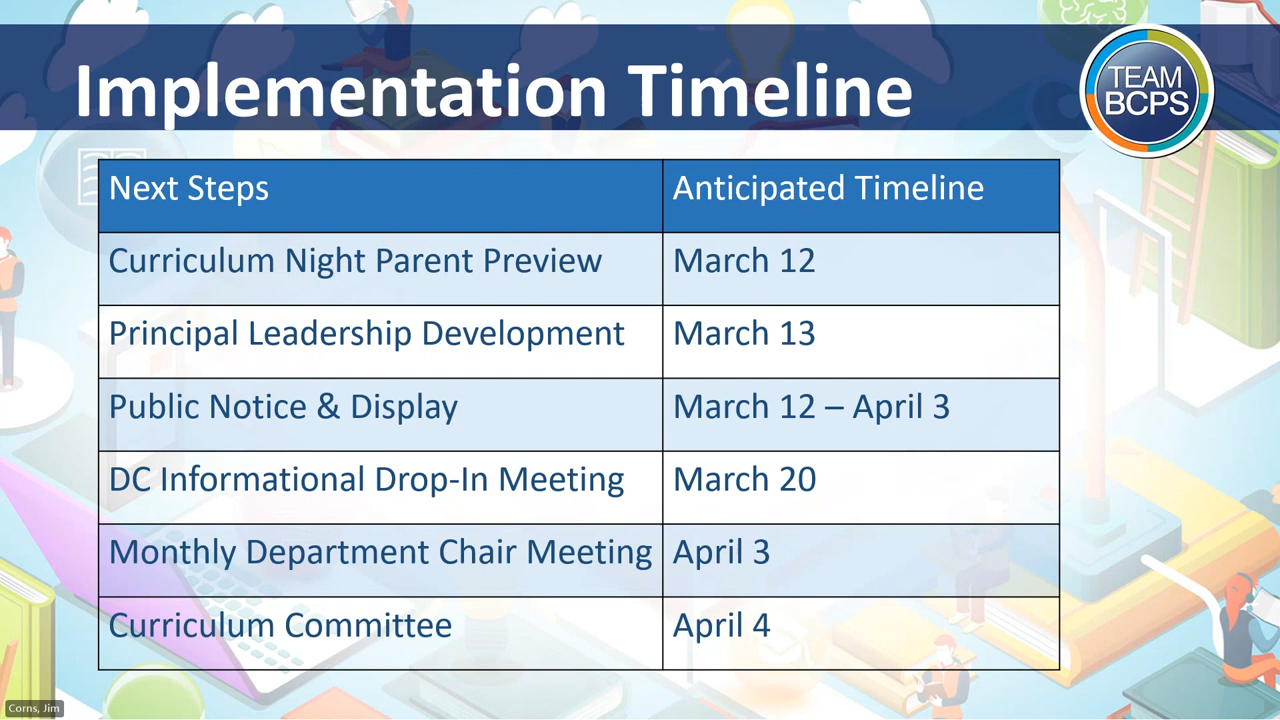 Implementation Timeline
TEAM
BCPS
Next Steps
Anticipated Timeline
Curriculum Night Parent Preview
March 12
Principal Leadership Development
March 13
Public Notice & Display
March 12 – April 3
DC Informational Drop-In Meeting
March 20
Monthly Department Chair Meeting
April 3
Curriculum Committee
April 4
Corns, Jim